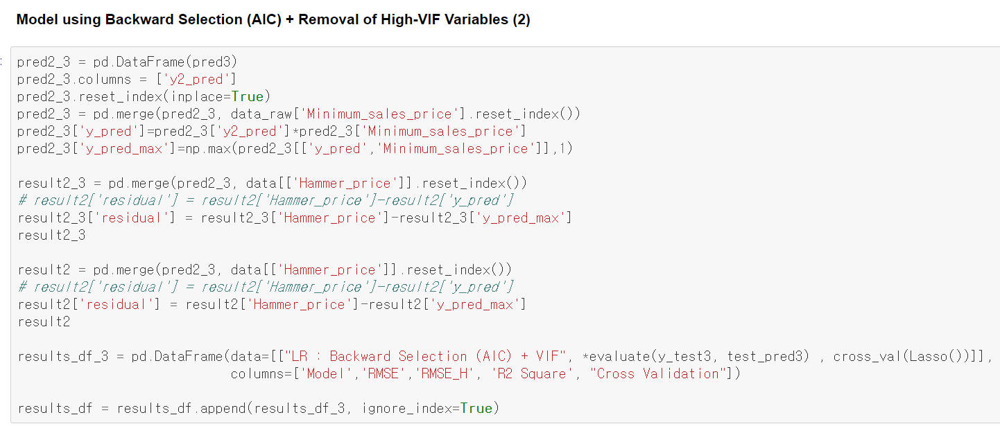 Model using Backward Selection (AIC) + Removal of High-VIF Variables (2)
:
pred2_3 = pd.DataFrame(pred3)
pred2_3.columns = ['y2_pred']
pred2_3.reset_index(inplace=True)
pred2_3 = pd.merge(pred2_3, data_raw['Minimum_sales_price'].reset_index())
pred2_3['y_pred']=pred2_3['y2_pred']*pred2_3['Minimum_sales_price']
pred2_3['y_pred_max']=np.max(pred2_3[['y_pred','Minimum_sales_price']],1)
result2_3 = pd.merge(pred2_3, data[['Hammer_price']].reset_index())
# result2['residual'] = result2['Hammer_price']-result2['y_pred']
result2_3['residual'] = result2_3['Hammer_price']-result2_3['y_pred_max']
result2_3
result2 = pd.merge(pred2_3, data[['Hammer_price']].reset_index())
# result2['residual'] = result2['Hammer_price']-result2['y_pred']
result2['residual'] = result2['Hammer_price']-result2['y_pred_max']
result2
results_df_3 = pd.DataFrame(data=[["LR : Backward Selection (AIC) + VIF", *evaluate(y_test3, test_pred3) , cross_val(Lasso())]],
columns=['Model','RMSE','RMSE_H', 'R2 Square', "Cross Validation"])
results_df = results_df.append(results_df_3, ignore_index=True)